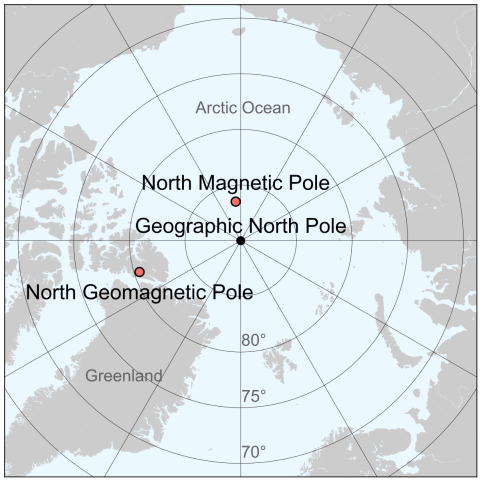 Arctic Ocean
North Magnetic Pole
Geographic North Pole
North Geomagnetic Pole
80°
Greenland
75°
70°